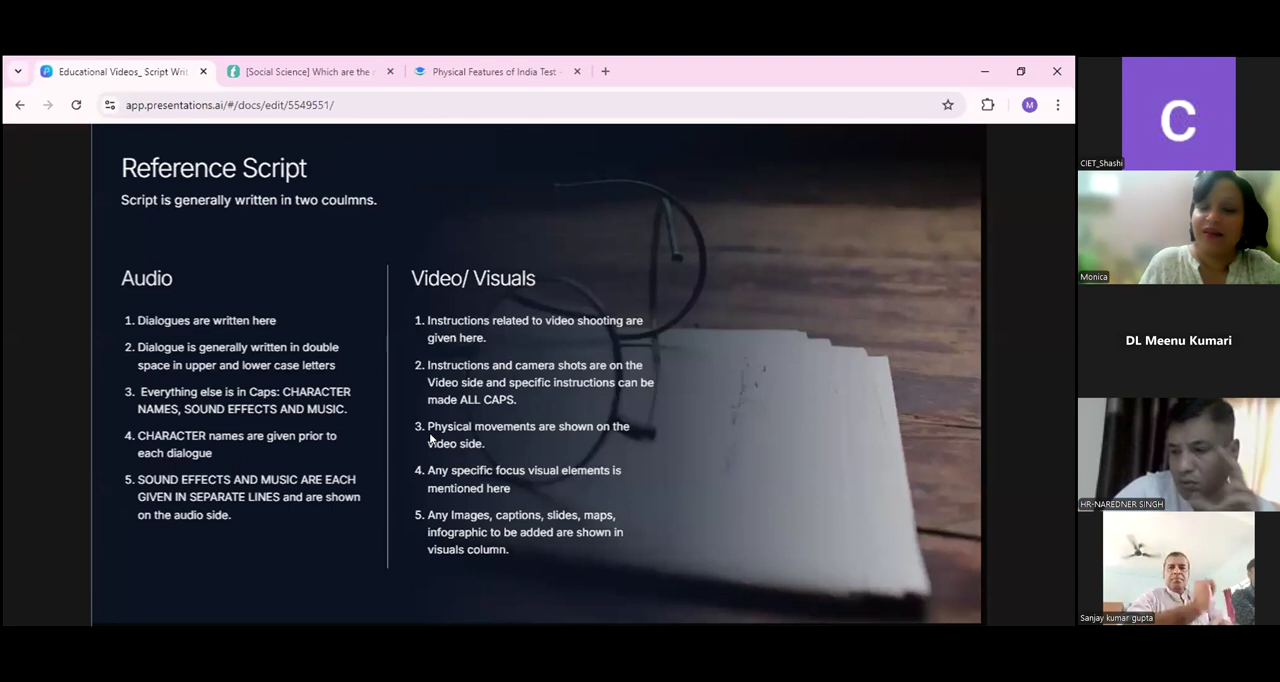 Educational Videos_ Script Writ
[Social Science] Which are the
Physical Features of India Test -
app.presentations.ai/#/docs/edit/5549551/
M
Reference Script
Script is generally written in two coulmns.
Audio
1. Dialogues are written here
2. Dialogue is generally written in double
space in upper and lower case letters
3. Everything else is in Caps: CHARACTER
NAMES, SOUND EFFECTS AND MUSIC.
4. CHARACTER names are given prior to
each dialogue
5. SOUND EFFECTS AND MUSIC ARE EACH
GIVEN IN SEPARATE LINES and are shown
on the audio side.
Video/ Visuals
1. Instructions related to video shooting are
given here.
2. Instructions and camera shots are on the
Video side and specific instructions can be
made ALL CAPS.
3. Physical movements are shown on the
video side.
4. Any specific focus visual elements is
mentioned here
5. Any Images, captions, slides, maps,
infographic to be added are shown in
visuals column.
C
CIET_Shashi
Monica
DL Meenu Kumari
HR-NAREDNER SINGH
Sanjay kumar gupta